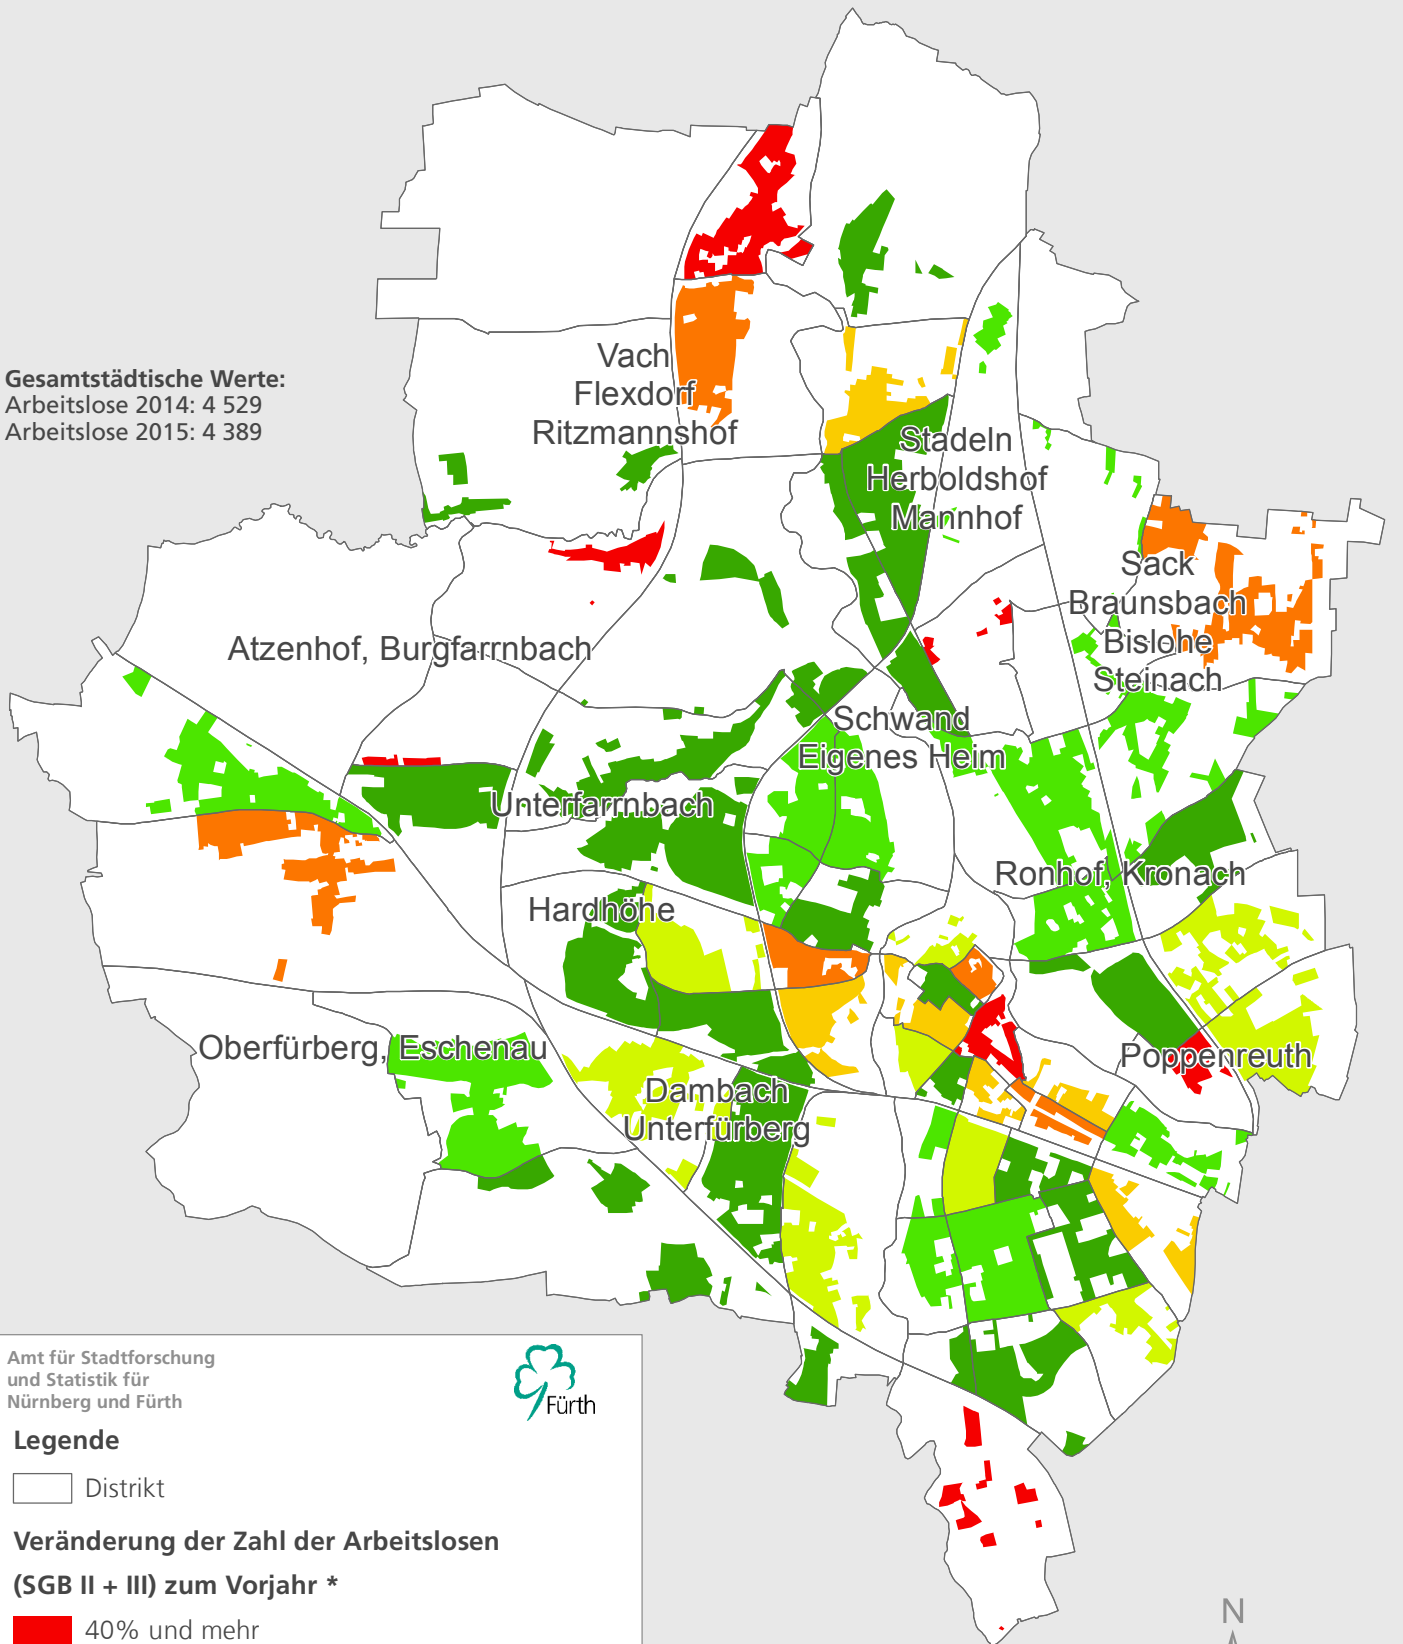 Gesamtstädtische Werte:
Arbeitslose 2014: 4 529
Arbeitslose 2015: 4 389
Vach
Flexdorf
Ritzmannshof
Stadeln
Herboldshof
Mannhof
Sack
Braunsbach
Bislohe
Steinach
Atzenhof, Burgfarrnbach
Schwand
Eigenes Heim
Unterfarrnbach
Ronhof, Kronach
Hardhöhe
Oberfürberg, Eschenau
Poppenreuth
Dambach
Unterfürberg
Amt für Stadtforschung
und Statistik für
Nürnberg und Fürth
Fürth
Legende
Distrikt
Veränderung der Zahl der Arbeitslosen
(SGB II + III) zum Vorjahr *
40% und mehr
N